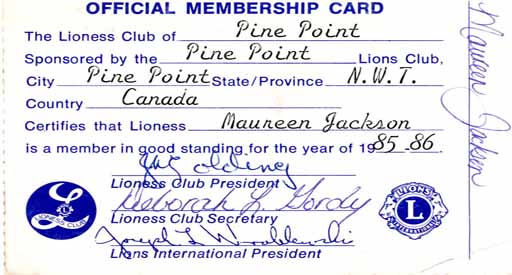 OFFICIAL MEMBERSHIP CARD
The Lioness Club of Pine Point
Sponsored by the Pine Point Lions Club,
City Pine Point State/Province N.W.T.
Country Canada
Certifies that Lioness Maureen Jackson
is a member in good standing for the year of 1985-86
Lioness Club President
Deborah L Gordy
Lioness Club Secretary
Joseph L Wroblewski
Lions International President
LIONESS CLUB
L
LIONS
L
INTERNATIONAL
Maureen Jackson